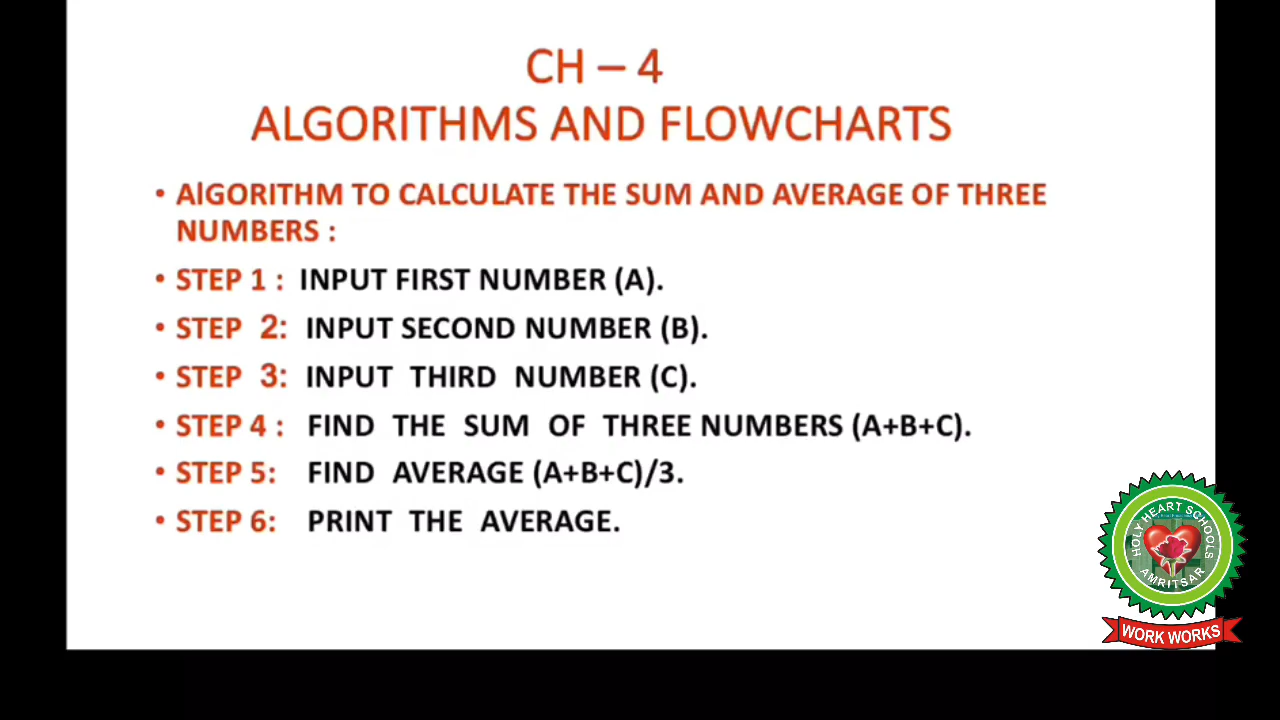 CH – 4
ALGORITHMS AND FLOWCHARTS
• AlGORITHM TO CALCULATE THE SUM AND AVERAGE OF THREE
NUMBERS :
• STEP 1 : INPUT FIRST NUMBER (A).
• STEP 2: INPUT SECOND NUMBER (B).
• STEP 3: INPUT THIRD NUMBER (C).
• STEP 4 : FIND THE SUM OF THREE NUMBERS (A+B+C).
• STEP 5: FIND AVERAGE (A+B+C)/3.
• STEP 6: PRINT THE AVERAGE.
HOLY HEART SCHOOLS
AMRITSAR
WORK WORKS